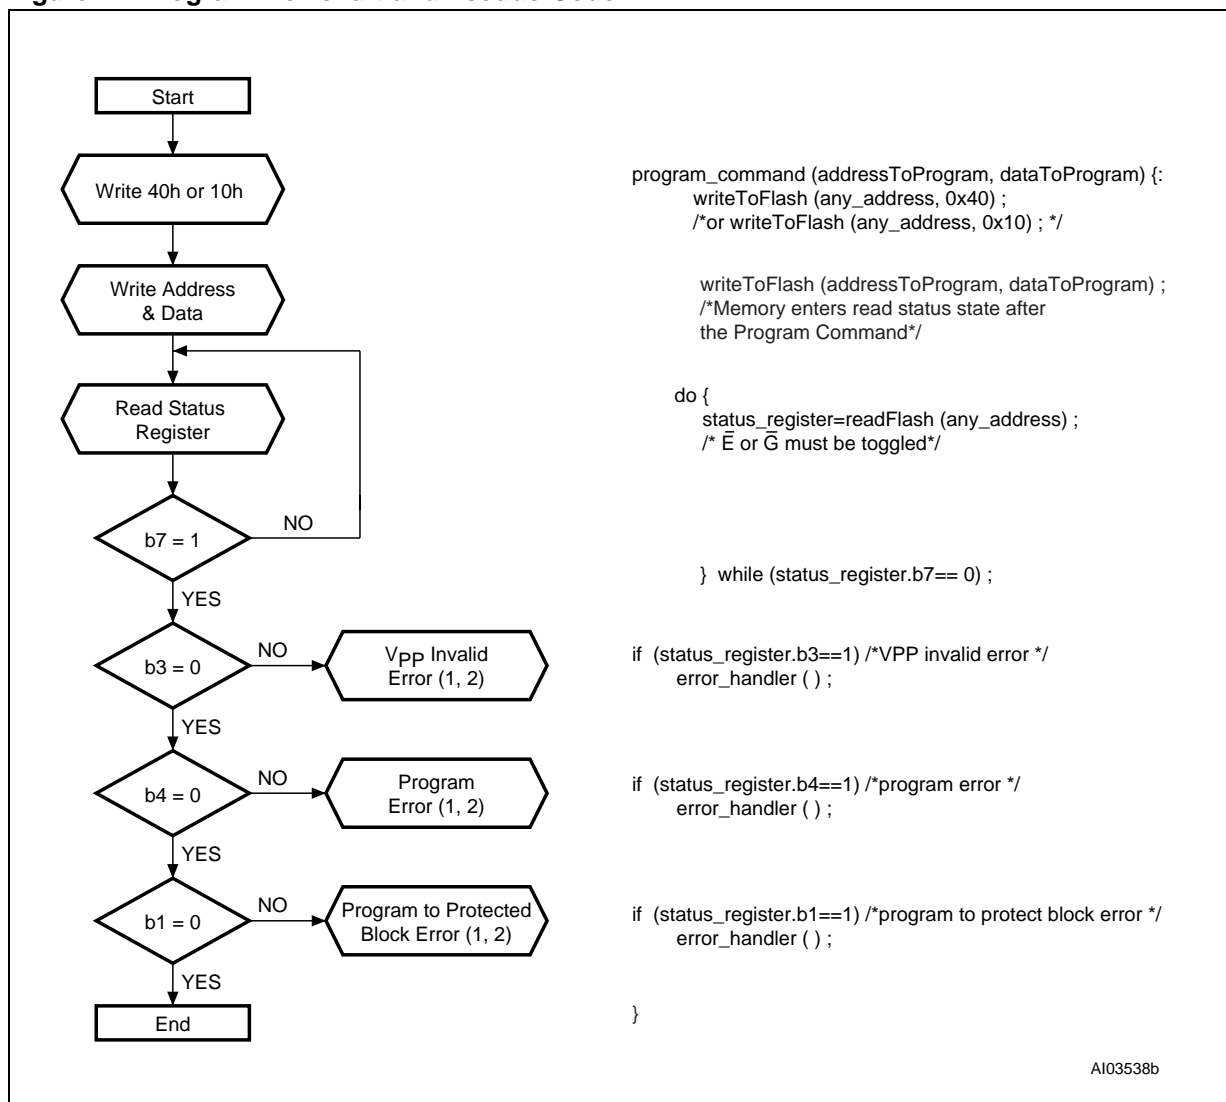 Start
Write 40h or 10h
Write Address
& Data
Read Status
Register
b7 = 1
NO
YES
b3 = 0
NO
VPP Invalid
Error (1, 2)
YES
b4 = 0
NO
Program
Error (1, 2)
YES
b1 = 0
NO
Program to Protected
Block Error (1, 2)
YES
End
program_command (addressToProgram, dataToProgram) {:
writeToFlash (any_address, 0x40) ;
/*or writeToFlash (any_address, 0x10) ; */
writeToFlash (addressToProgram, dataToProgram) ;
/*Memory enters read status state after
the Program Command*/
do {
status_register=readFlash (any_address) ;
/* E̅ or G̅ must be toggled*/
} while (status_register.b7== 0) ;
if (status_register.b3==1) /*VPP invalid error */
error_handler ( ) ;
if (status_register.b4==1) /*program error */
error_handler ( ) ;
if (status_register.b1==1) /*program to protect block error */
error_handler ( ) ;
}
AI03538b